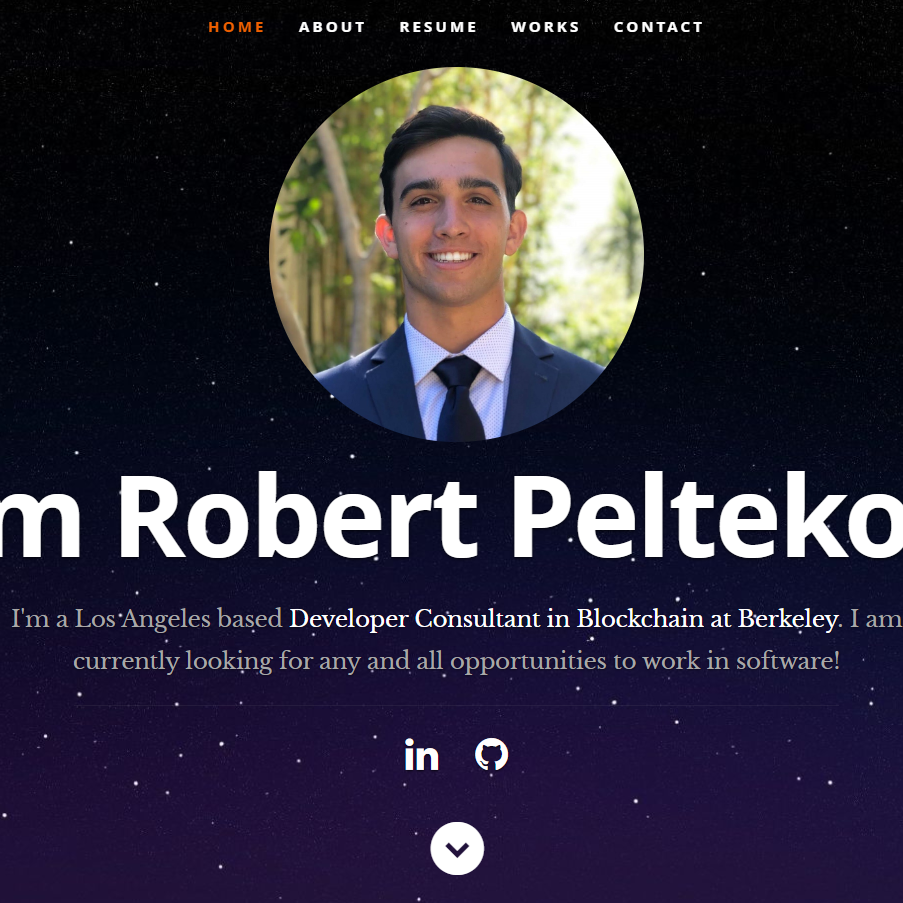 HOME ABOUT RESUME WORKS CONTACT
m Robert Pelteko
I'm a Los Angeles based Developer Consultant in Blockchain at Berkeley. I am
currently looking for any and all opportunities to work in software!
in